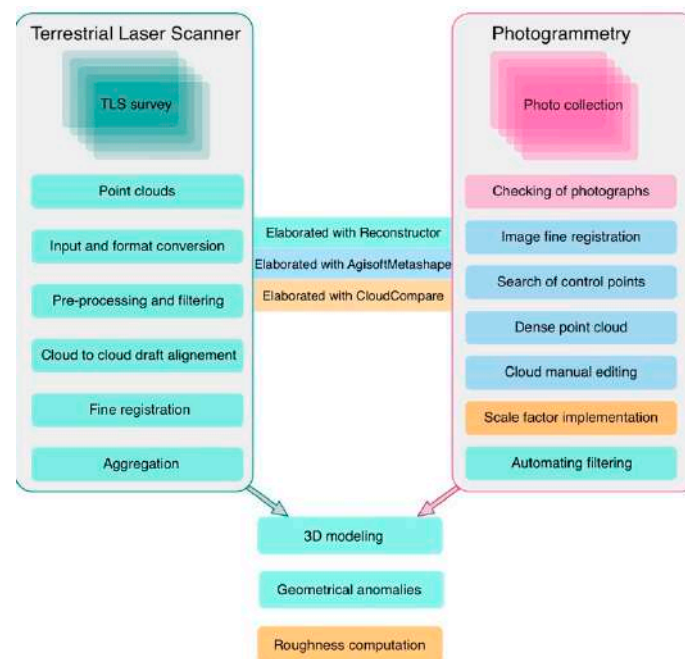 Terrestrial Laser Scanner
TLS survey
Point clouds
Input and format conversion
Pre-processing and filtering
Cloud to cloud draft alignement
Fine registration
Aggregation
Elaborated with Reconstructor
Elaborated with AgisoftMetashape
Elaborated with CloudCompare
Photogrammetry
Photo collection
Checking of photographs
Image fine registration
Search of control points
Dense point cloud
Cloud manual editing
Scale factor implementation
Automating filtering
3D modeling
Geometrical anomalies
Roughness computation